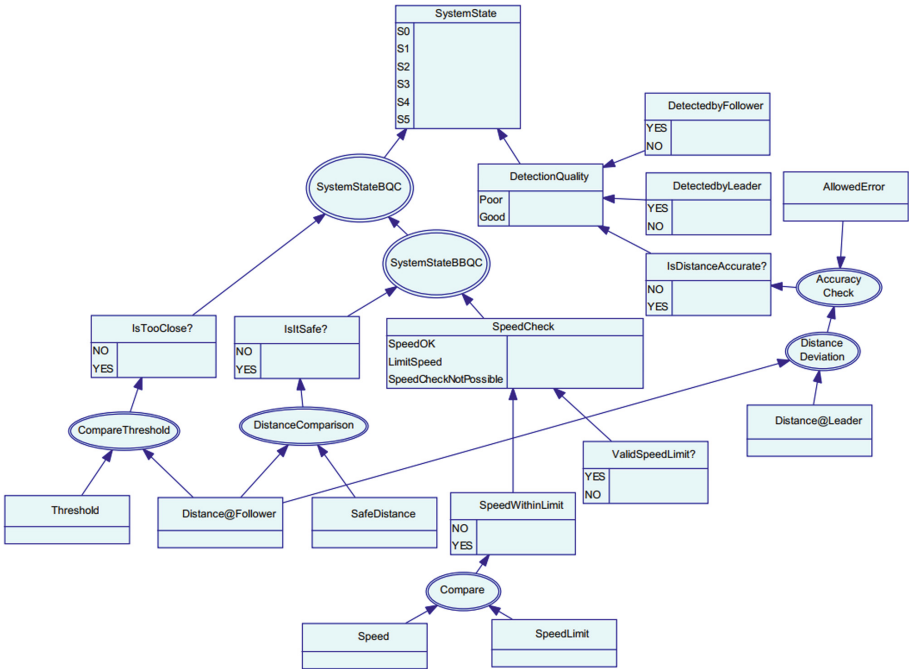 SystemState
S0
S1
S2
S3
S4
S5
DetectedbyFollower
YES
NO
SystemStateBQC
DetectionQuality
Poor
Good
DetectedbyLeader
YES
NO
AllowedError
SystemStateBBQC
IsDistanceAccurate?
NO
YES
Accuracy
Check
IsTooClose?
NO
YES
IsItSafe?
NO
YES
SpeedCheck
SpeedOK
LimitSpeed
SpeedCheckNotPossible
Distance
Deviation
CompareThreshold
DistanceComparison
Distance@Leader
ValidSpeedLimit?
YES
NO
Threshold
Distance@Follower
SafeDistance
SpeedWithinLimit
NO
YES
Compare
Speed
SpeedLimit